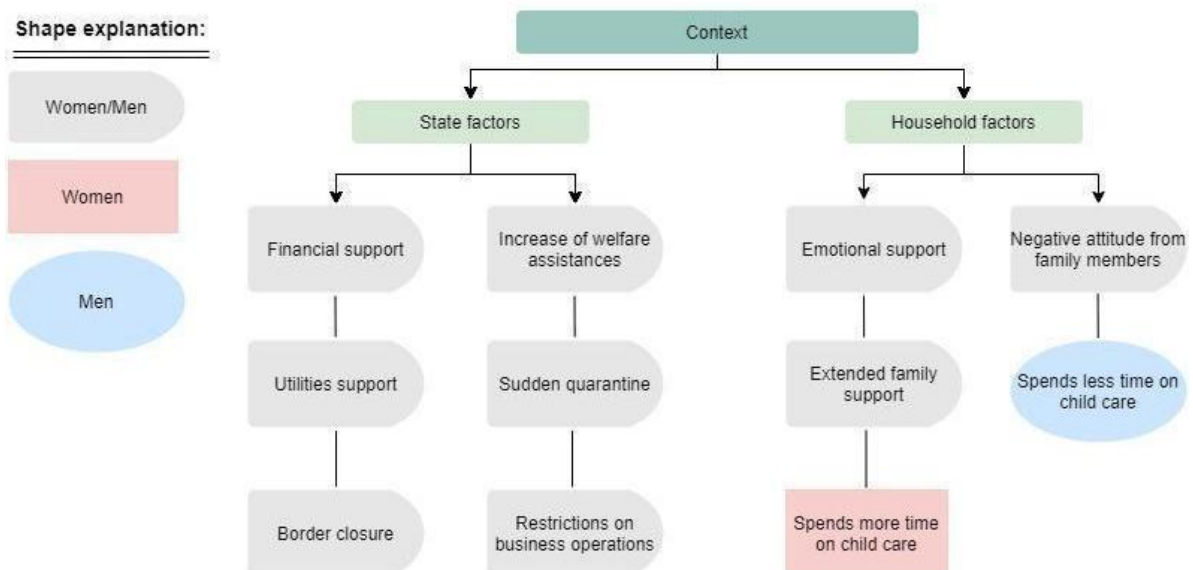 Shape explanation:
Women/Men
Women
Men
Context
State factors
Household factors
Financial support
Increase of welfare
assistances
Emotional support
Negative attitude from
family members
Utilities support
Sudden quarantine
Extended family
support
Spends less time on
child care
Border closure
Restrictions on
business operations
Spends more time
on child care